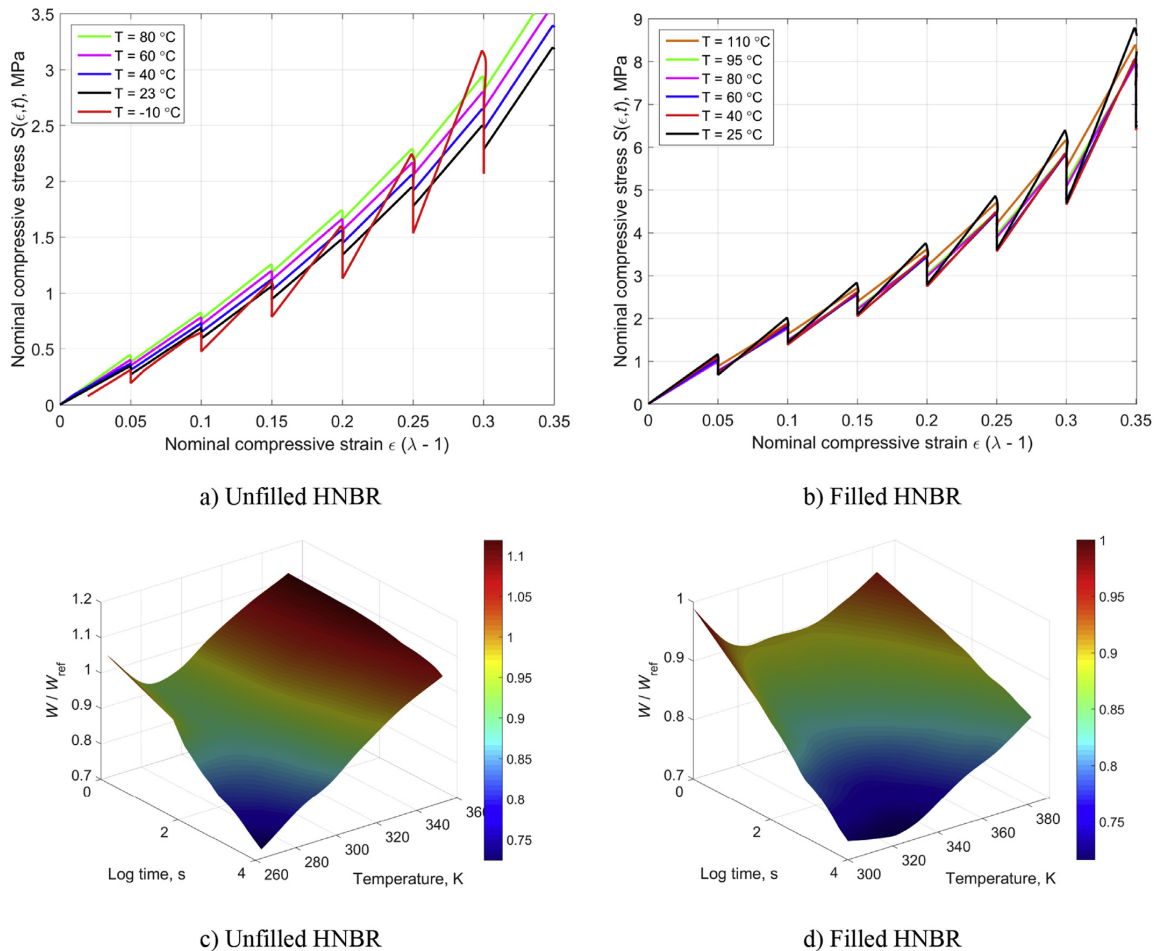 Nominal compressive stress S(ϵ,t), MPa
3.5
3
2.5
2
1.5
1
0.5
0
T = 80 °C
T = 60 °C
T = 40 °C
T = 23 °C
T = -10 °C
0 0.05 0.1 0.15 0.2 0.25 0.3 0.35
Nominal compressive strain ϵ (λ - 1)
a) Unfilled HNBR
Nominal compressive stress S(ϵ,t), MPa
9
8
7
6
5
4
3
2
1
0
T = 110 °C
T = 95 °C
T = 80 °C
T = 60 °C
T = 40 °C
T = 25 °C
0 0.05 0.1 0.15 0.2 0.25 0.3 0.35
Nominal compressive strain ϵ (λ - 1)
b) Filled HNBR
W / W_ref
1.2
1.1
1
0.9
0.8
0.7
0
2
4
Log time, s
260
280
300
320
340
360
Temperature, K
1.1
1.05
1
0.95
0.9
0.85
0.8
0.75
c) Unfilled HNBR
W / W_ref
1
0.9
0.8
0.7
0
2
4
Log time, s
300
320
340
360
380
Temperature, K
1
0.95
0.9
0.85
0.8
0.75
d) Filled HNBR